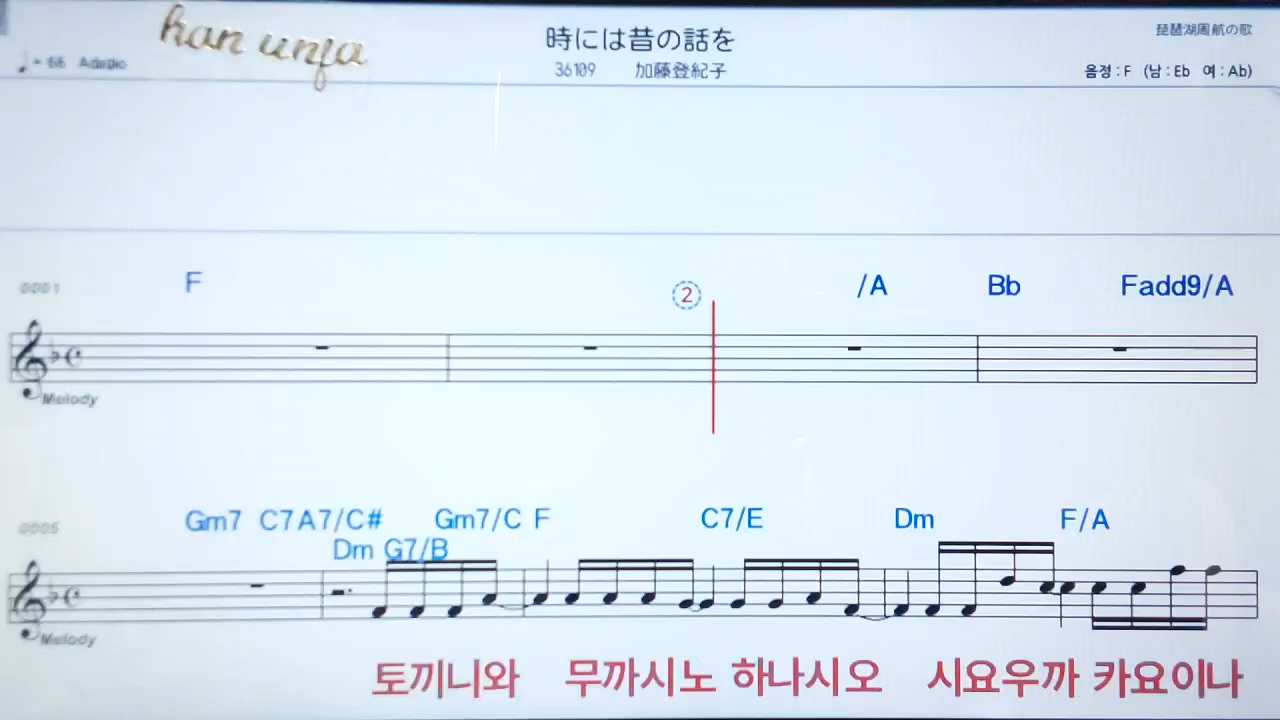 han unfa
時には昔の話を
琵琶湖周航の歌
♩= 66 Adagio
36109 加藤登紀子
음정 : F (남 : Eb 여 : Ab)
0001 F ② /A Bb Fadd9/A
Melody
0005 Gm7 C7 A7/C# Gm7/C F C7/E Dm F/A
Dm G7/B
Melody
토끼니와 무까시노 하나시오 시요우까 카요이나